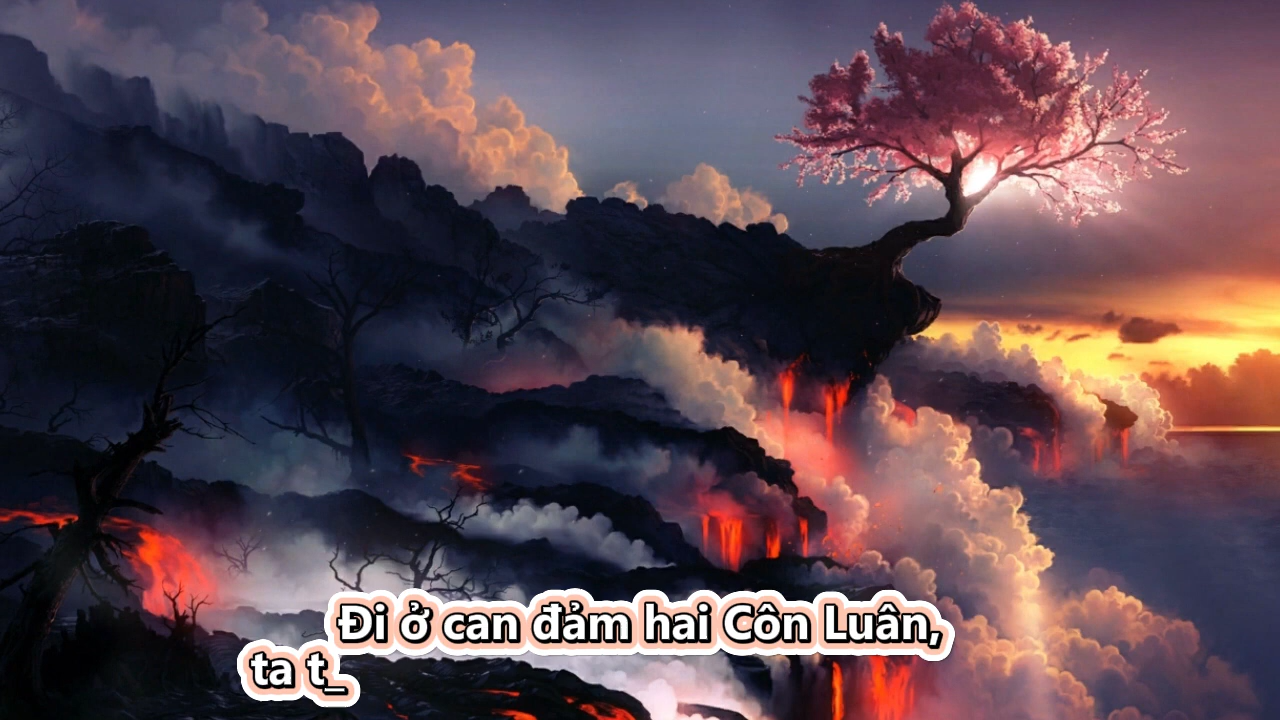 Đi ở can đảm hai Côn Luân,
ta t_